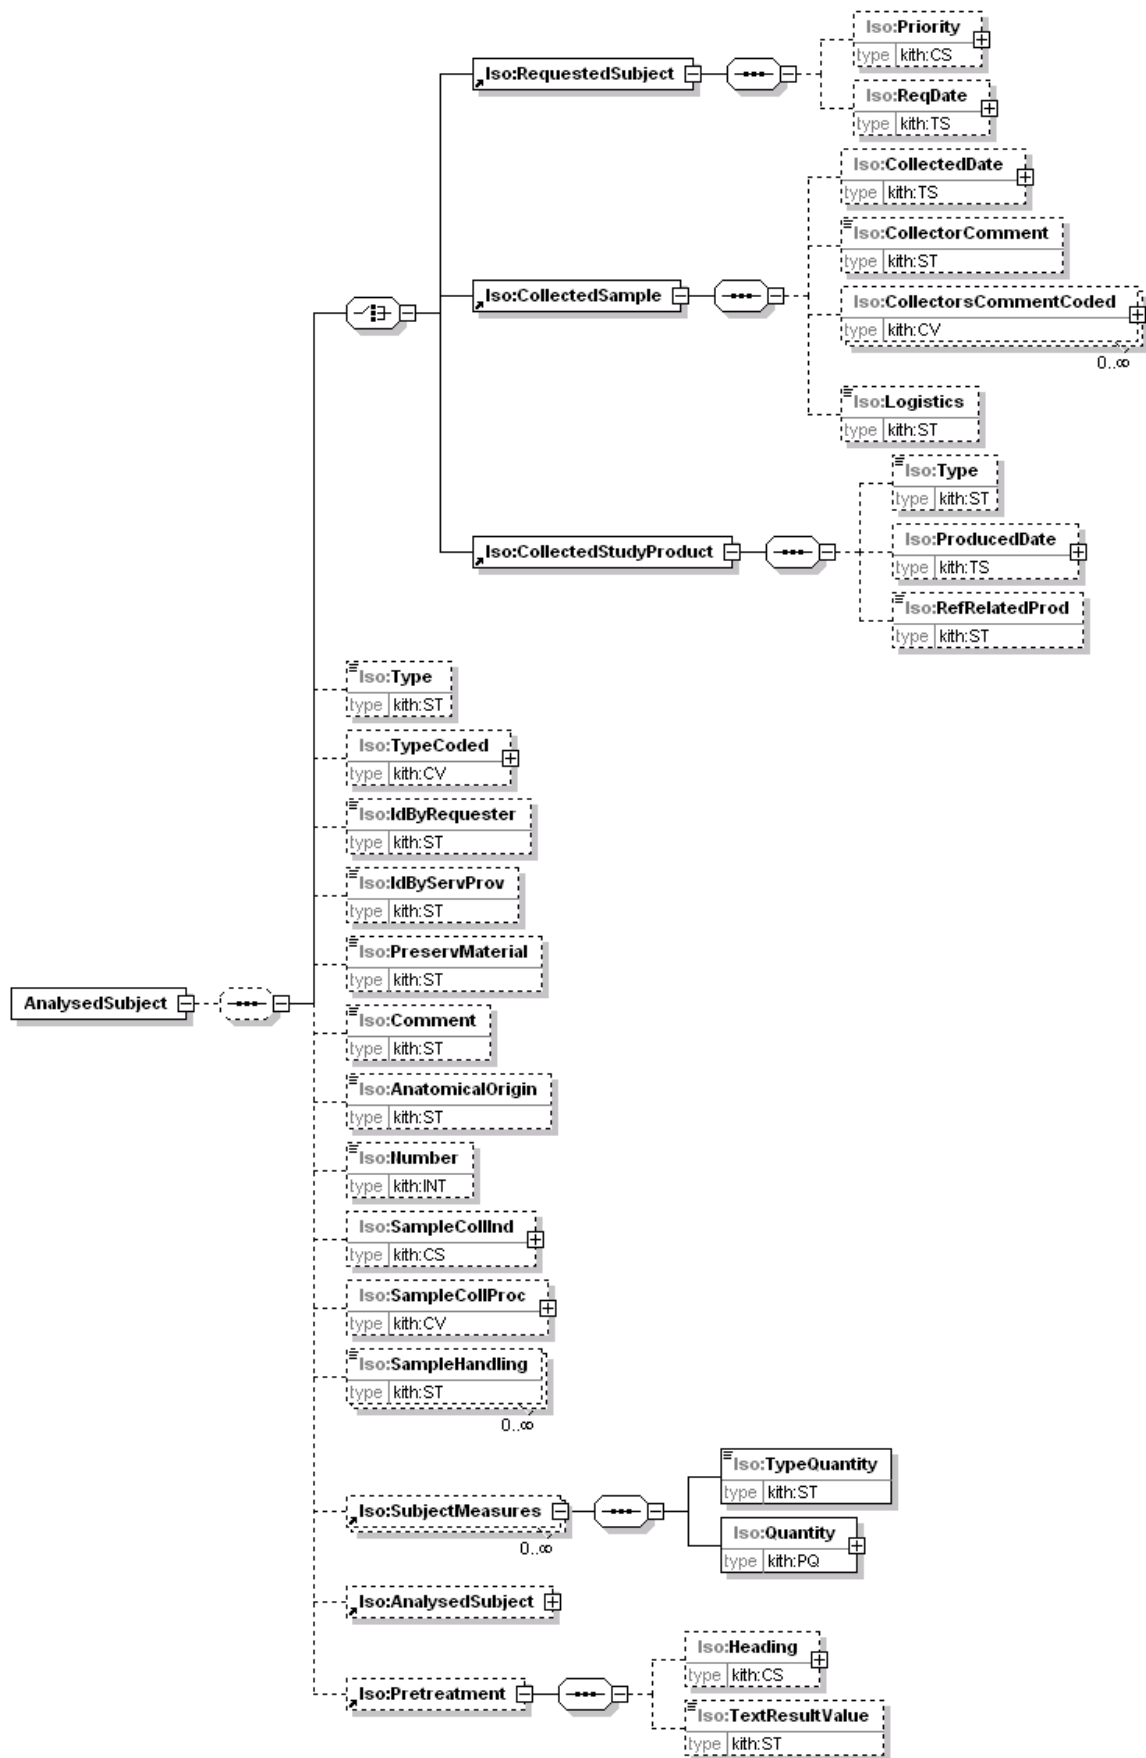 lso:Priority
type kith:CS
lso:RequestedSubject
lso:ReqDate
type kith:TS
lso:CollectedDate
type kith:TS
lso:CollectorComment
type kith:ST
lso:CollectedSample
lso:CollectorsCommentCoded
type kith:CV
0..∞
lso:Logistics
type kith:ST
lso:Type
type kith:ST
lso:CollectedStudyProduct
lso:ProducedDate
type kith:TS
lso:RefRelatedProd
type kith:ST
lso:Type
type kith:ST
lso:TypeCoded
type kith:CV
lso:IdByRequester
type kith:ST
lso:IdByServProv
type kith:ST
lso:PreservMaterial
type kith:ST
AnalysedSubject
lso:Comment
type kith:ST
lso:AnatomicalOrigin
type kith:ST
lso:Number
type kith:INT
lso:SampleCollInd
type kith:CS
lso:SampleCollProc
type kith:CV
lso:SampleHandling
type kith:ST
0..∞
lso:SubjectMeasures
0..∞
lso:TypeQuantity
type kith:ST
lso:Quantity
type kith:PQ
lso:AnalysedSubject
lso:Pretreatment
lso:Heading
type kith:CS
lso:TextResultValue
type kith:ST